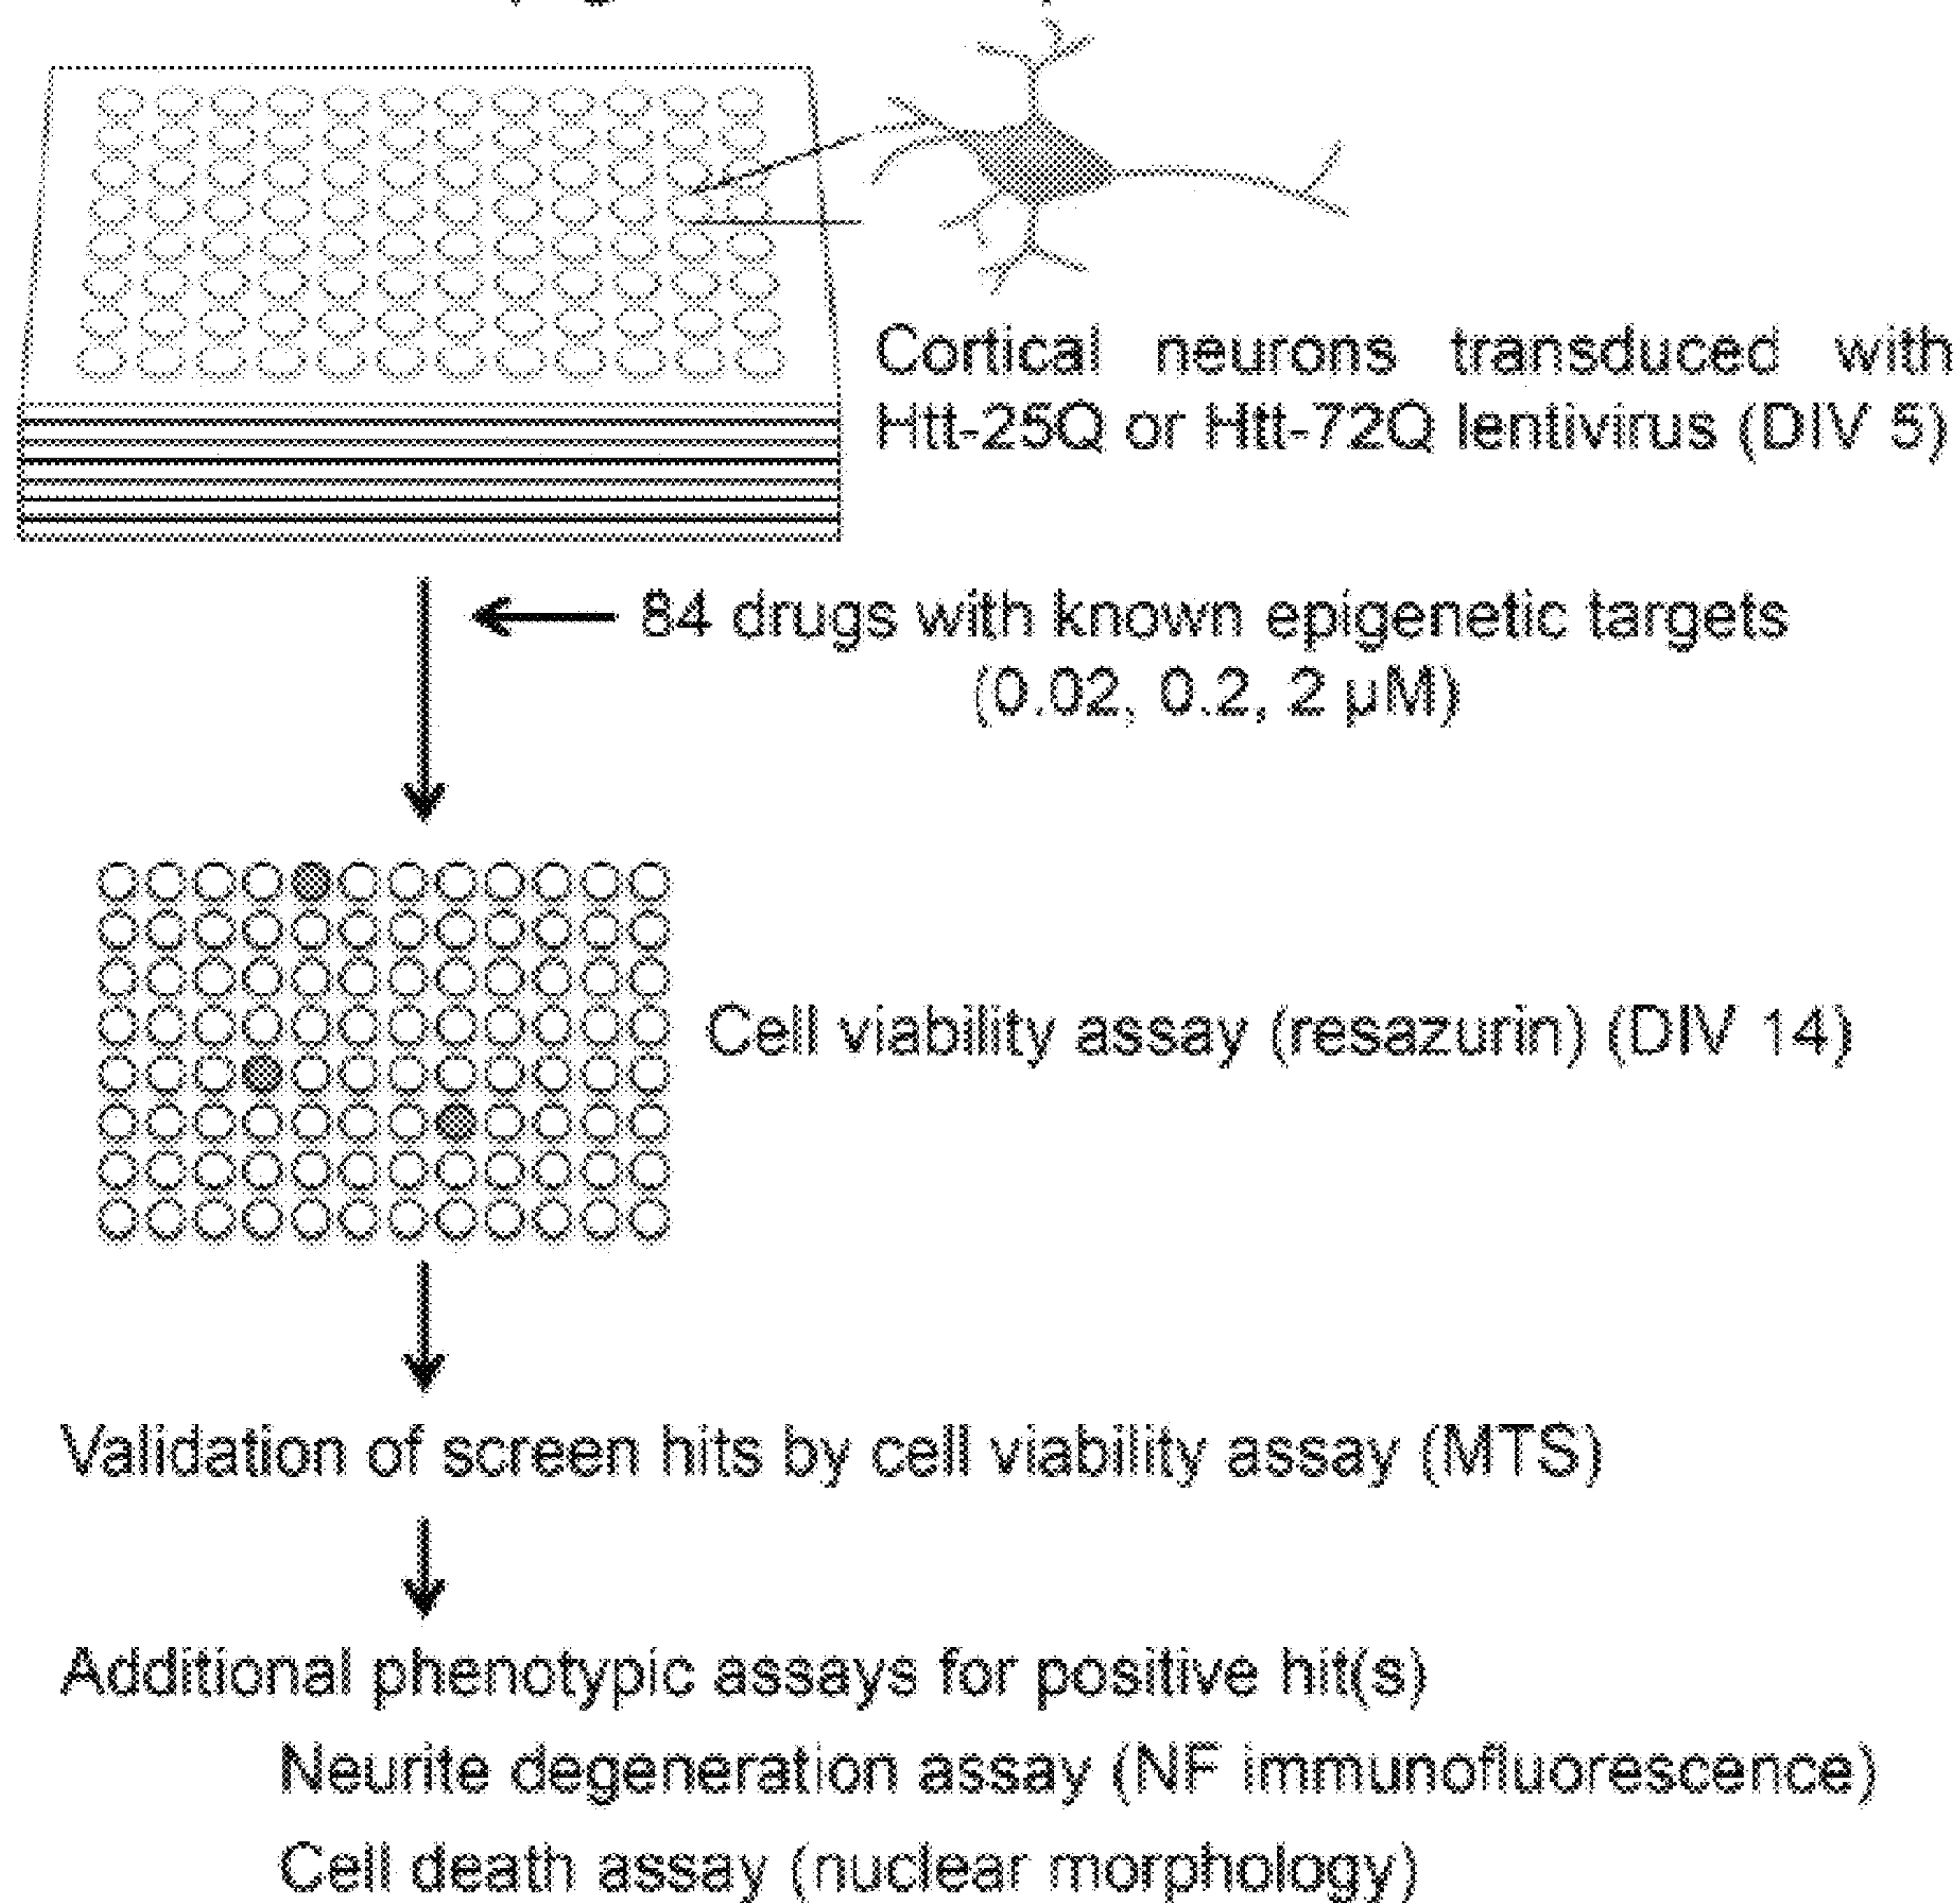 Cortical neurons transduced with
Htt-25Q or Htt-72Q lentivirus (DIV 5)
84 drugs with known epigenetic targets
(0.02, 0.2, 2 µM)
Cell viability assay (resazurin) (DIV 14)
Validation of screen hits by cell viability assay (MTS)
Additional phenotypic assays for positive hit(s)
Neurite degeneration assay (NF immunofluorescence)
Cell death assay (nuclear morphology)